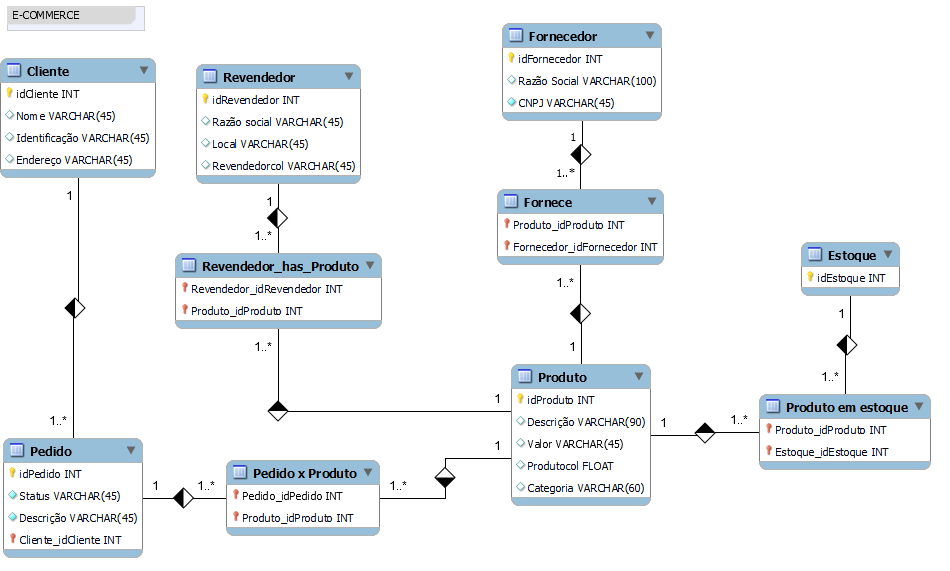 E-COMMERCE
Cliente
idCliente INT
Nome VARCHAR(45)
Identificação VARCHAR(45)
Endereço VARCHAR(45)
Revendedor
idRevendedor INT
Razão social VARCHAR(45)
Local VARCHAR(45)
Revendedorcol VARCHAR(45)
Fornecedor
idFornecedor INT
Razão Social VARCHAR(100)
CNPJ VARCHAR(45)
1
1..*
1
1..*
1
1..*
Fornece
Produto_idProduto INT
Fornecedor_idFornecedor INT
Revendedor_has_Produto
Revendedor_idRevendedor INT
Produto_idProduto INT
Estoque
idEstoque INT
1..*
1
1..*
1
1
1..*
Produto
idProduto INT
Descrição VARCHAR(90)
Valor VARCHAR(45)
Produtocol FLOAT
Categoria VARCHAR(60)
1
1..*
Produto em estoque
Produto_idProduto INT
Estoque_idEstoque INT
Pedido
idPedido INT
Status VARCHAR(45)
Descrição VARCHAR(45)
Cliente_idCliente INT
1
1..*
Pedido x Produto
Pedido_idPedido INT
Produto_idProduto INT
1..*
1